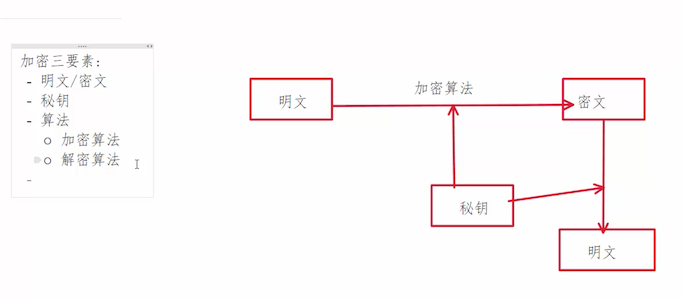 加密三要素:
- 明文/密文
- 秘钥
- 算法
o 加密算法
o 解密算法
-
明文
加密算法
密文
秘钥
明文